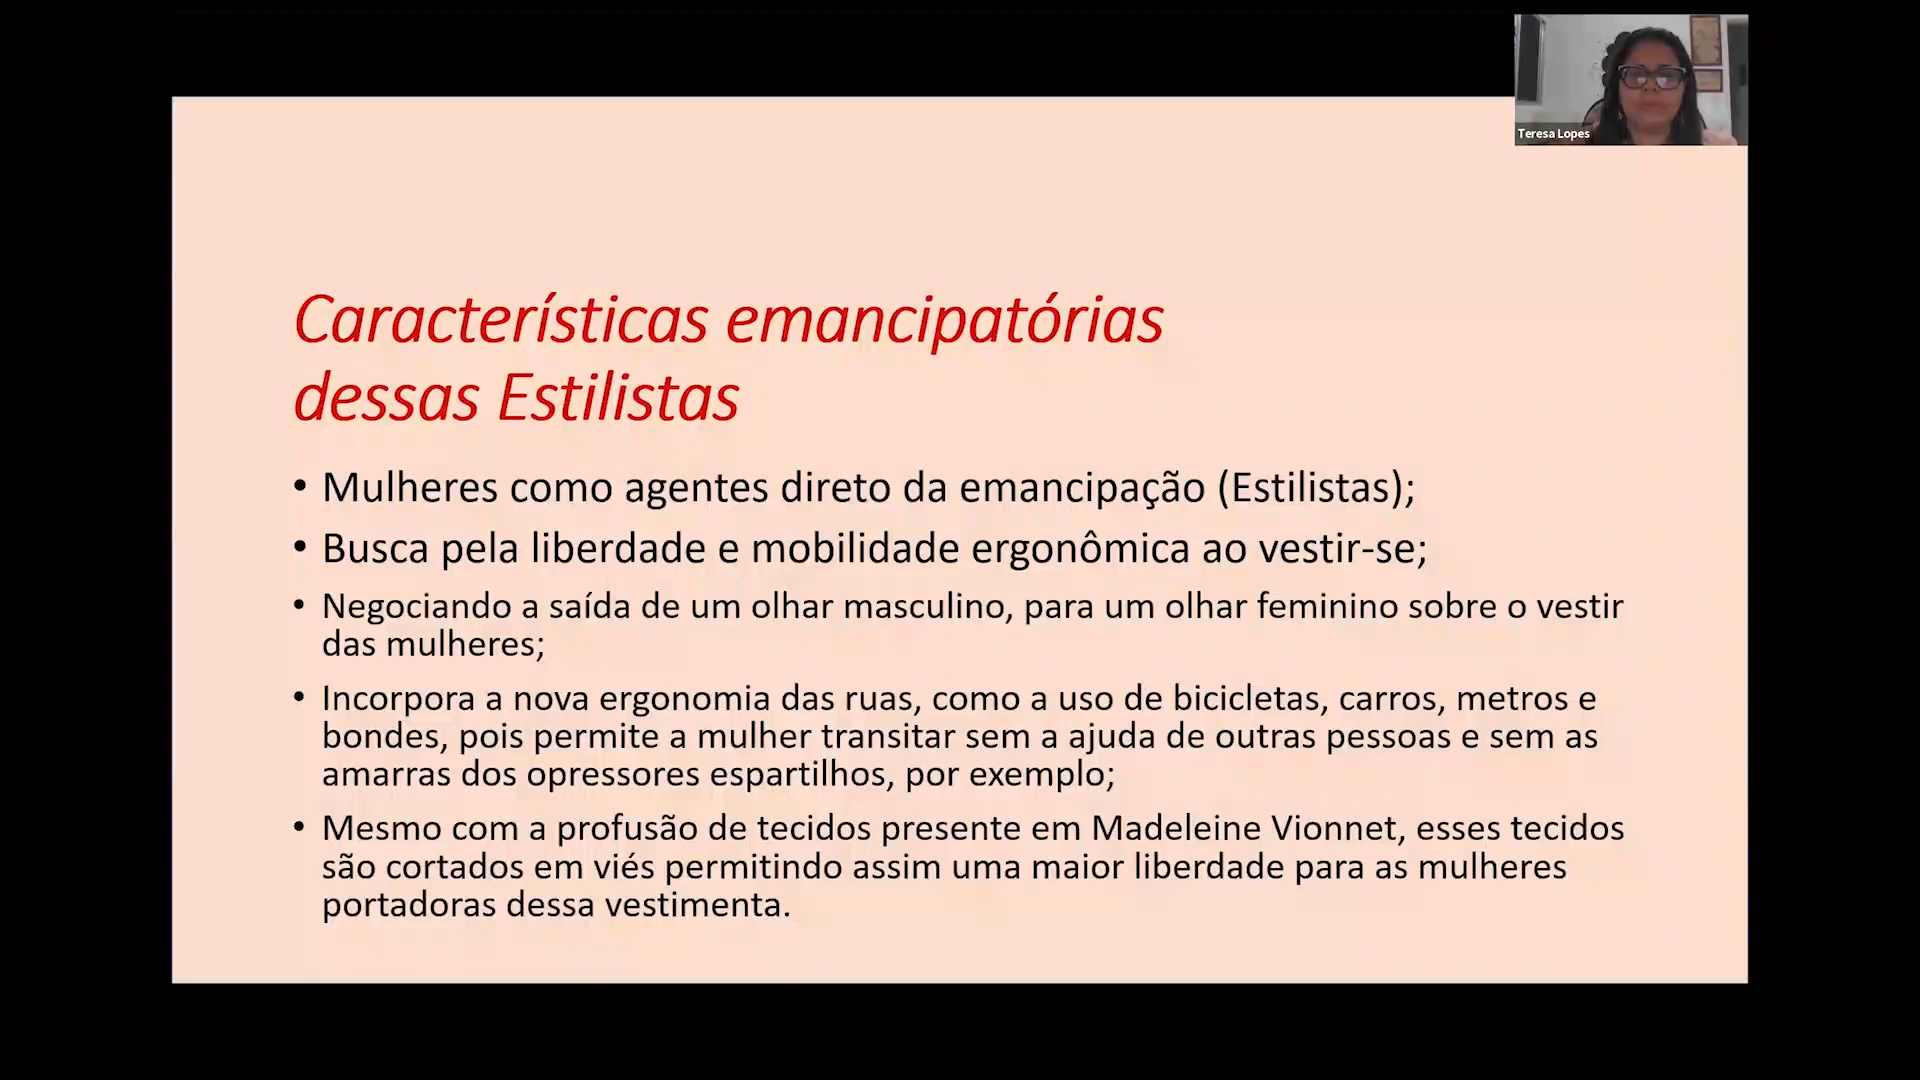 Teresa Lopes
Características emancipatórias
dessas Estilistas
• Mulheres como agentes direto da emancipação (Estilistas);
• Busca pela liberdade e mobilidade ergonômica ao vestir-se;
• Negociando a saída de um olhar masculino, para um olhar feminino sobre o vestir
das mulheres;
• Incorpora a nova ergonomia das ruas, como a uso de bicicletas, carros, metros e
bondes, pois permite a mulher transitar sem a ajuda de outras pessoas e sem as
amarras dos opressores espartilhos, por exemplo;
• Mesmo com a profusão de tecidos presente em Madeleine Vionnet, esses tecidos
são cortados em viés permitindo assim uma maior liberdade para as mulheres
portadoras dessa vestimenta.